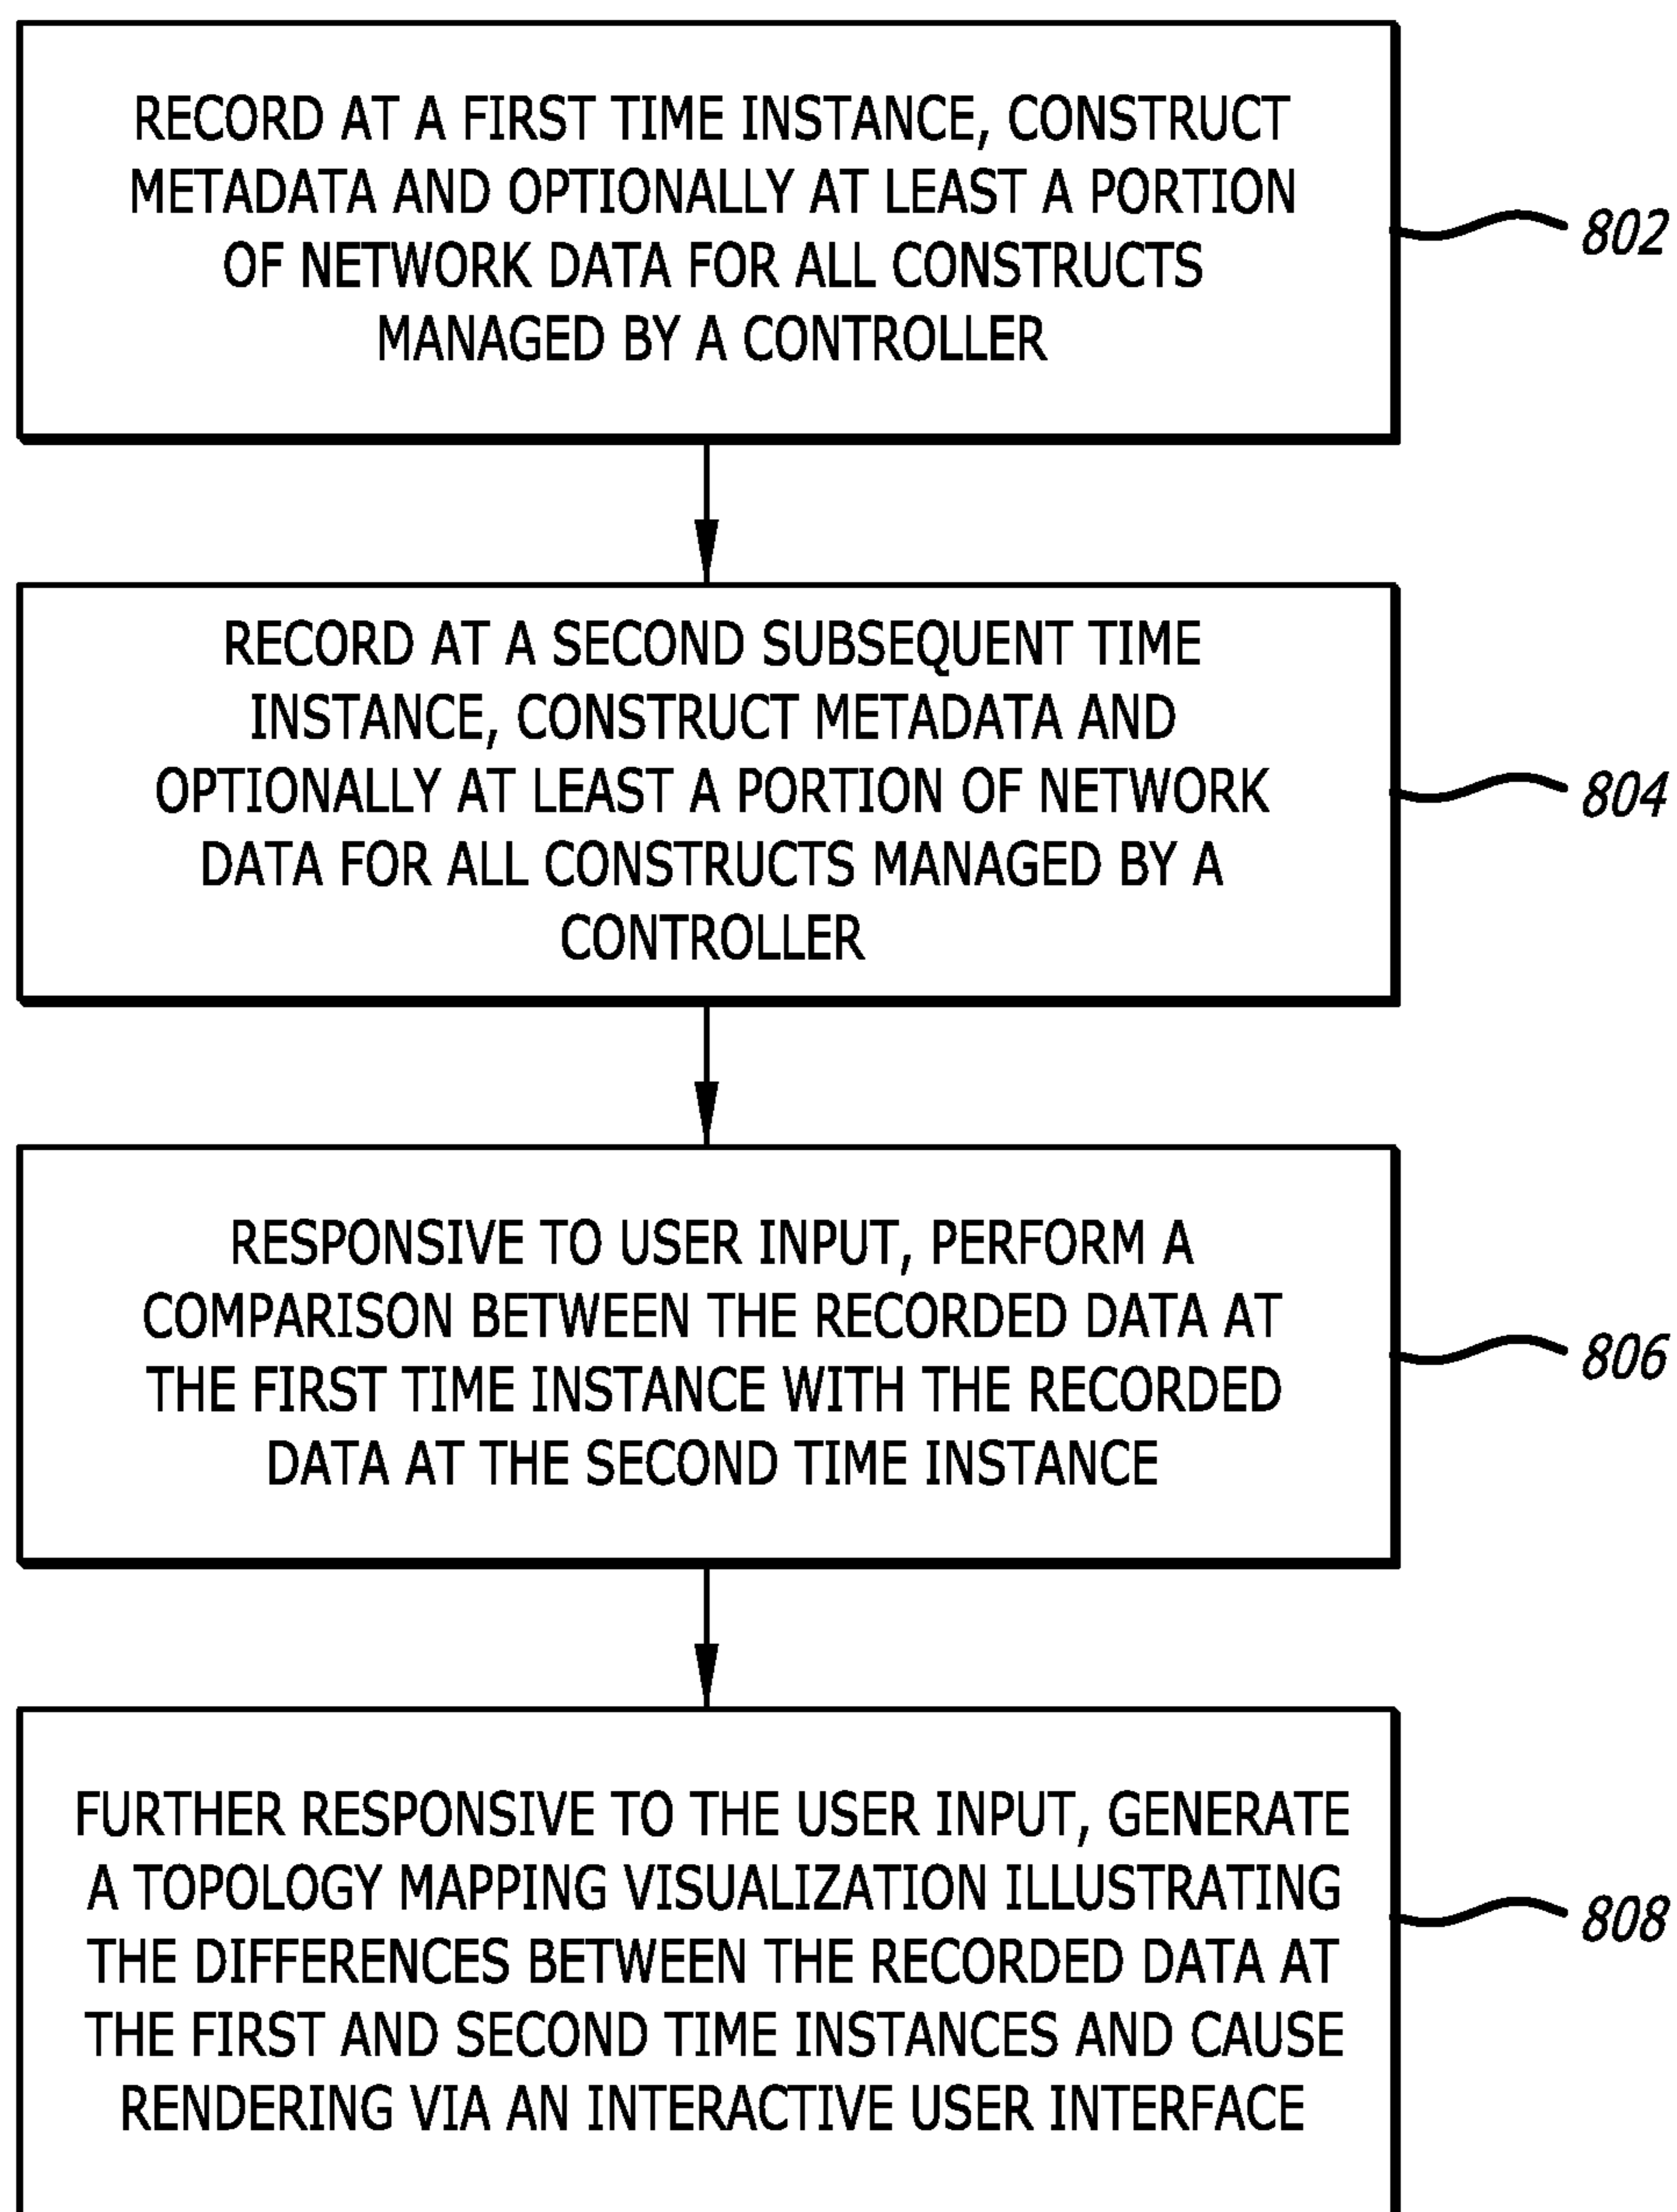 RECORD AT A FIRST TIME INSTANCE, CONSTRUCT
METADATA AND OPTIONALLY AT LEAST A PORTION
OF NETWORK DATA FOR ALL CONSTRUCTS
MANAGED BY A CONTROLLER
802
RECORD AT A SECOND SUBSEQUENT TIME
INSTANCE, CONSTRUCT METADATA AND
OPTIONALLY AT LEAST A PORTION OF NETWORK
DATA FOR ALL CONSTRUCTS MANAGED BY A
CONTROLLER
804
RESPONSIVE TO USER INPUT, PERFORM A
COMPARISON BETWEEN THE RECORDED DATA AT
THE FIRST TIME INSTANCE WITH THE RECORDED
DATA AT THE SECOND TIME INSTANCE
806
FURTHER RESPONSIVE TO THE USER INPUT, GENERATE
A TOPOLOGY MAPPING VISUALIZATION ILLUSTRATING
THE DIFFERENCES BETWEEN THE RECORDED DATA AT
THE FIRST AND SECOND TIME INSTANCES AND CAUSE
RENDERING VIA AN INTERACTIVE USER INTERFACE
808